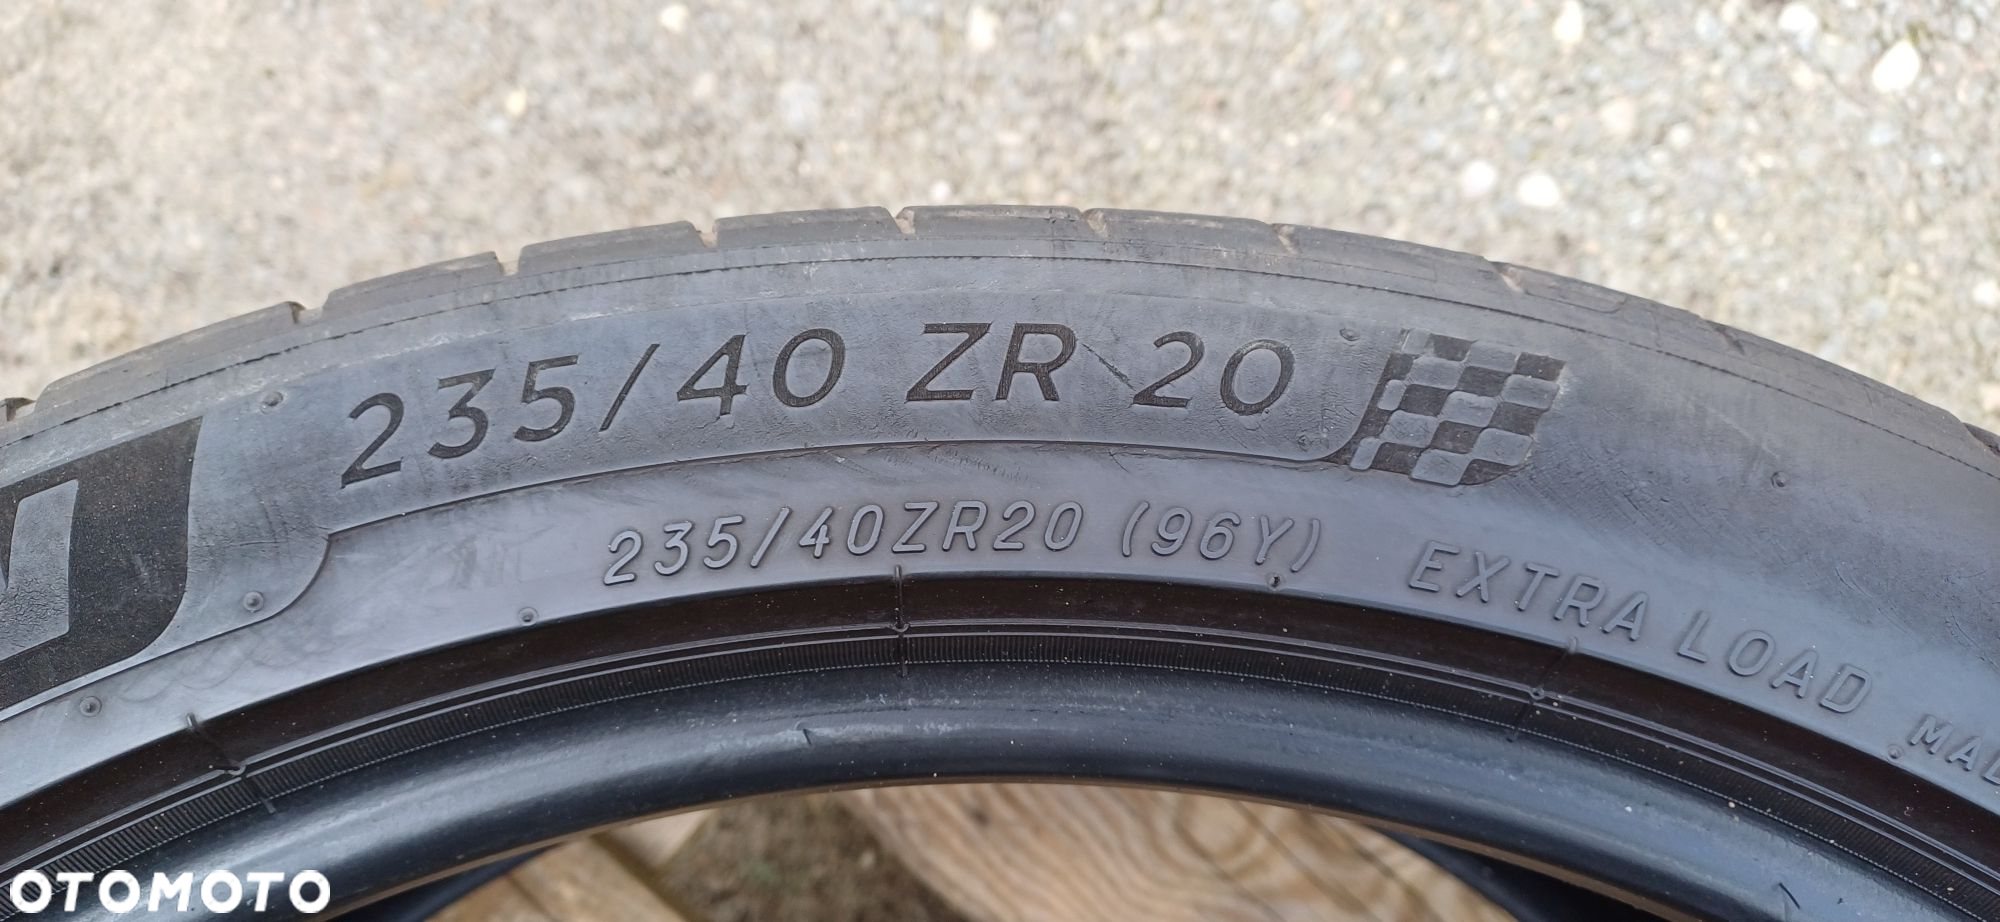 235/40 ZR 20
235/40ZR20 (96Y) EXTRA LOAD
OTOMOTO